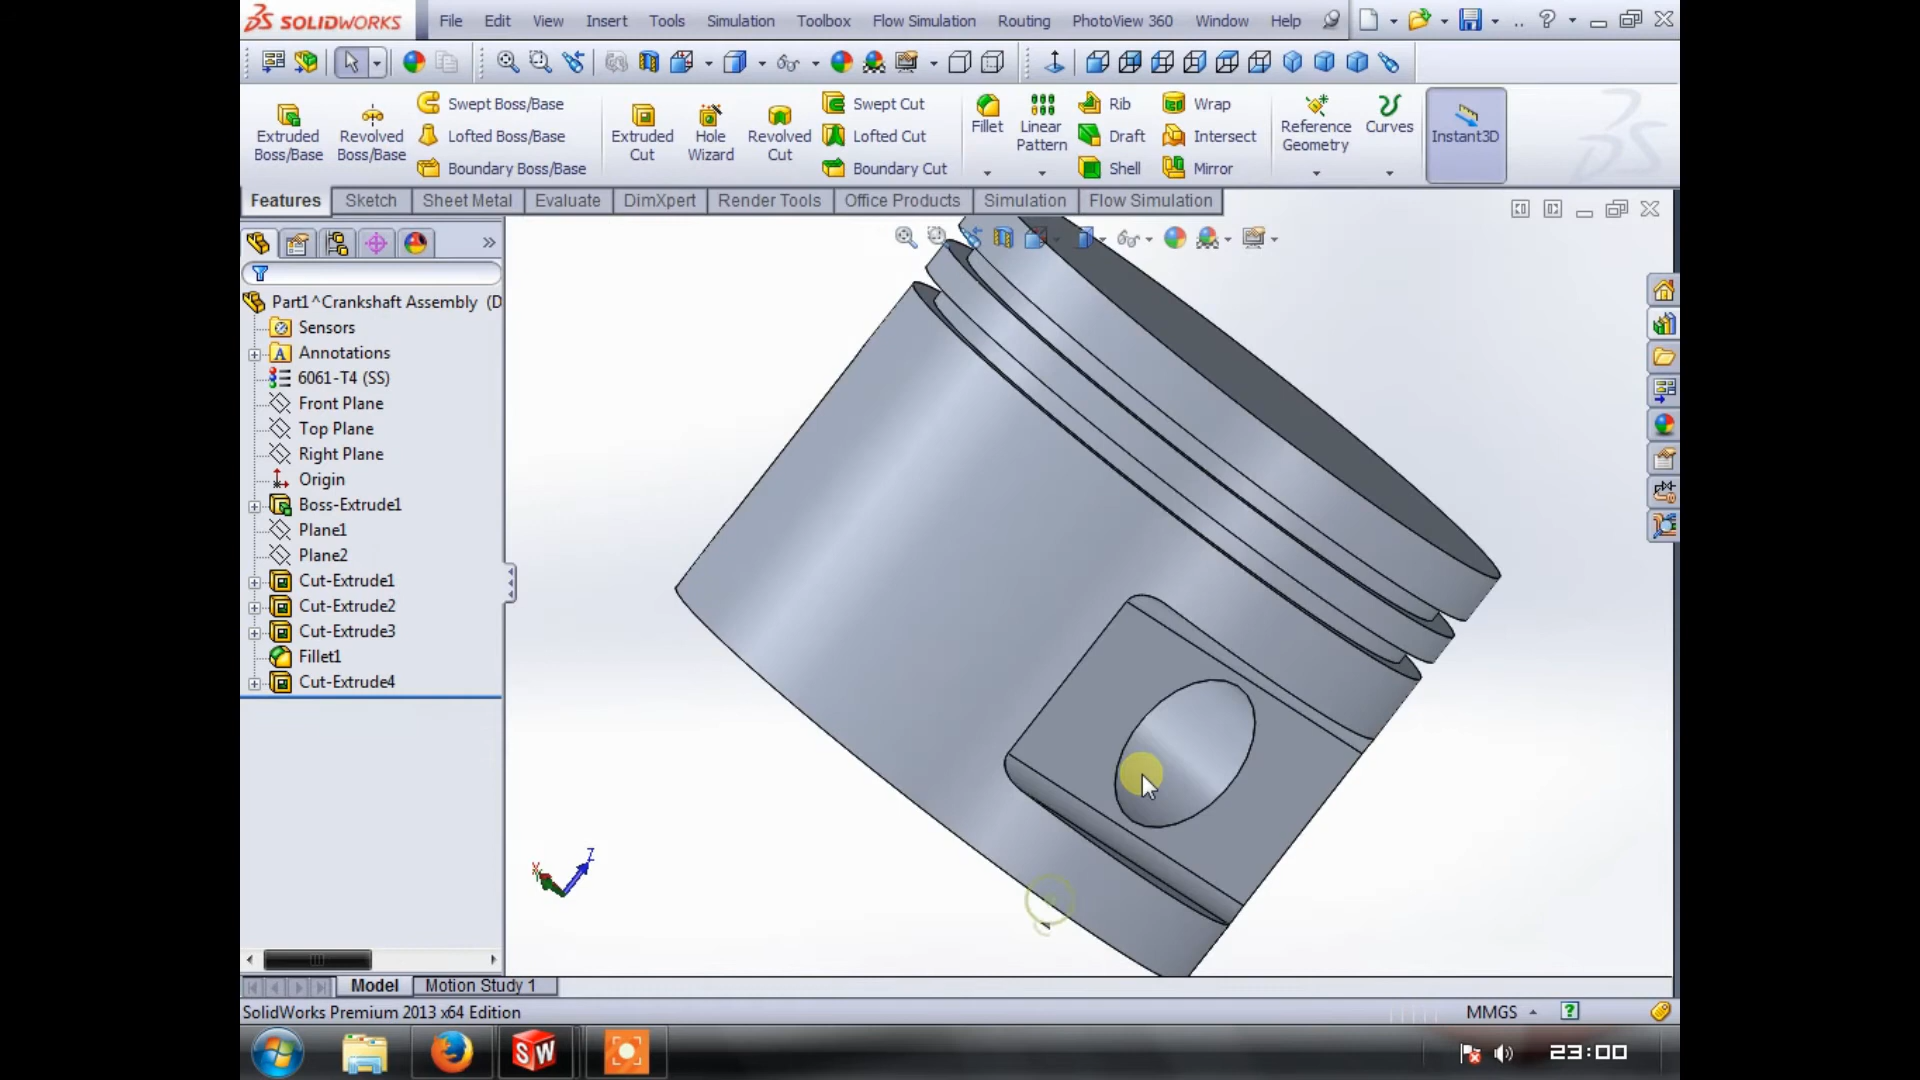 SOLIDWORKS File Edit View Insert Tools Simulation Toolbox Flow Simulation Routing PhotoView 360 Window Help
Extruded Boss/Base
Revolved Boss/Base
Swept Boss/Base
Lofted Boss/Base
Boundary Boss/Base
Extruded Cut
Hole Wizard
Revolved Cut
Swept Cut
Lofted Cut
Boundary Cut
Fillet
Linear Pattern
Rib
Draft
Shell
Wrap
Intersect
Mirror
Reference Geometry
Curves
Instant3D
Features Sketch Sheet Metal Evaluate DimXpert Render Tools Office Products Simulation Flow Simulation
Part1^Crankshaft Assembly (D
Sensors
Annotations
6061-T4 (SS)
Front Plane
Top Plane
Right Plane
Origin
Boss-Extrude1
Plane1
Plane2
Cut-Extrude1
Cut-Extrude2
Cut-Extrude3
Fillet1
Cut-Extrude4
Z
Model Motion Study 1
SolidWorks Premium 2013 x64 Edition MMGS
SW 23:00